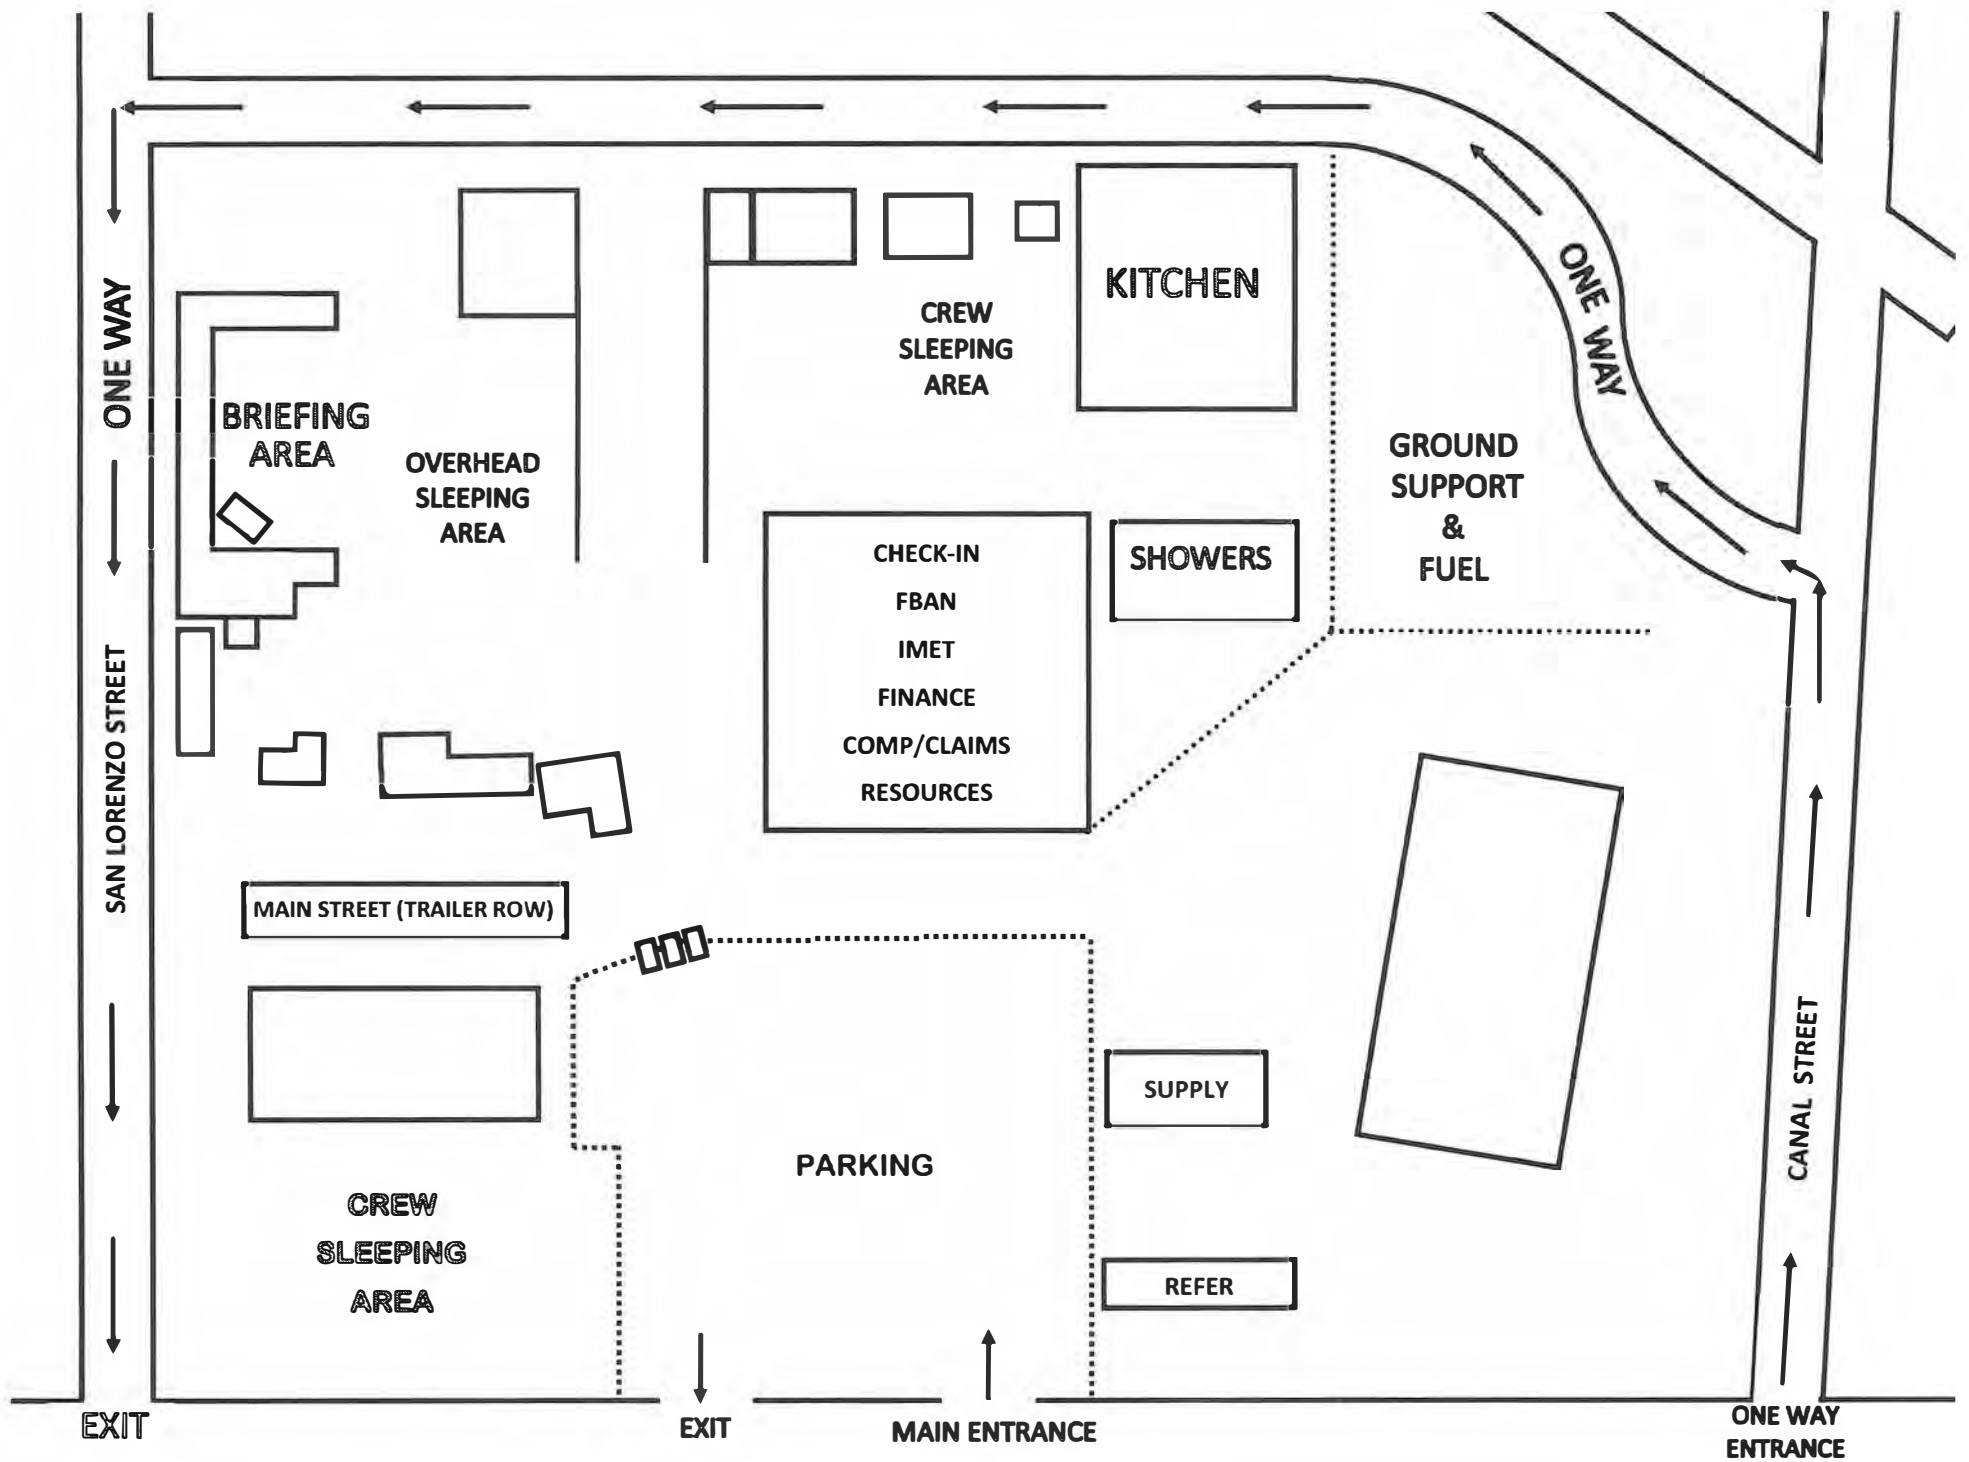 ONE WAY
SAN LORENZO STREET
BRIEFING
AREA
OVERHEAD
SLEEPING
AREA
CREW
SLEEPING
AREA
KITCHEN
ONE WAY
GROUND
SUPPORT
&
FUEL
CHECK-IN
FBAN
IMET
FINANCE
COMP/CLAIMS
RESOURCES
SHOWERS
MAIN STREET (TRAILER ROW)
CREW
SLEEPING
AREA
PARKING
SUPPLY
REFER
CANAL STREET
EXIT
EXIT
MAIN ENTRANCE
ONE WAY
ENTRANCE